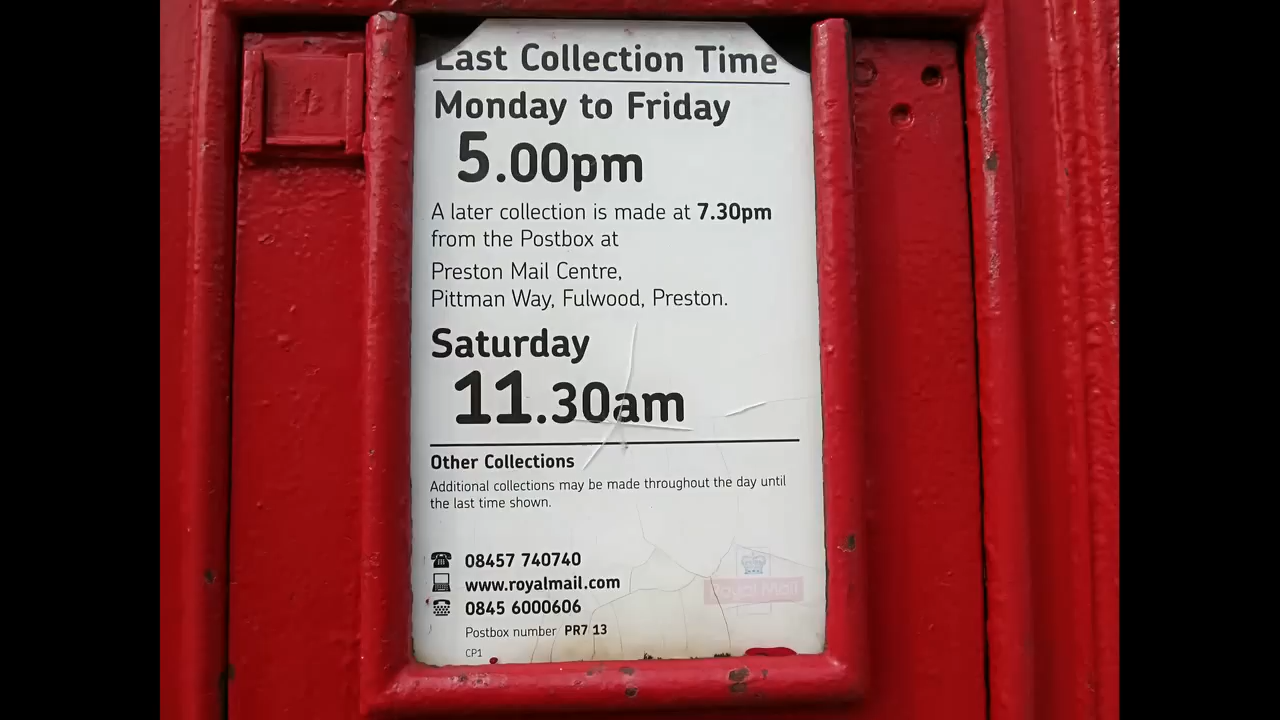 Last Collection Time
Monday to Friday
5.00pm
A later collection is made at 7.30pm
from the Postbox at
Preston Mail Centre,
Pittman Way, Fulwood, Preston.
Saturday
11.30am
Other Collections
Additional collections may be made throughout the day until
the last time shown.
08457 740740
www.royalmail.com
Royal Mail
0845 6000606
Postbox number PR7 13
CP1